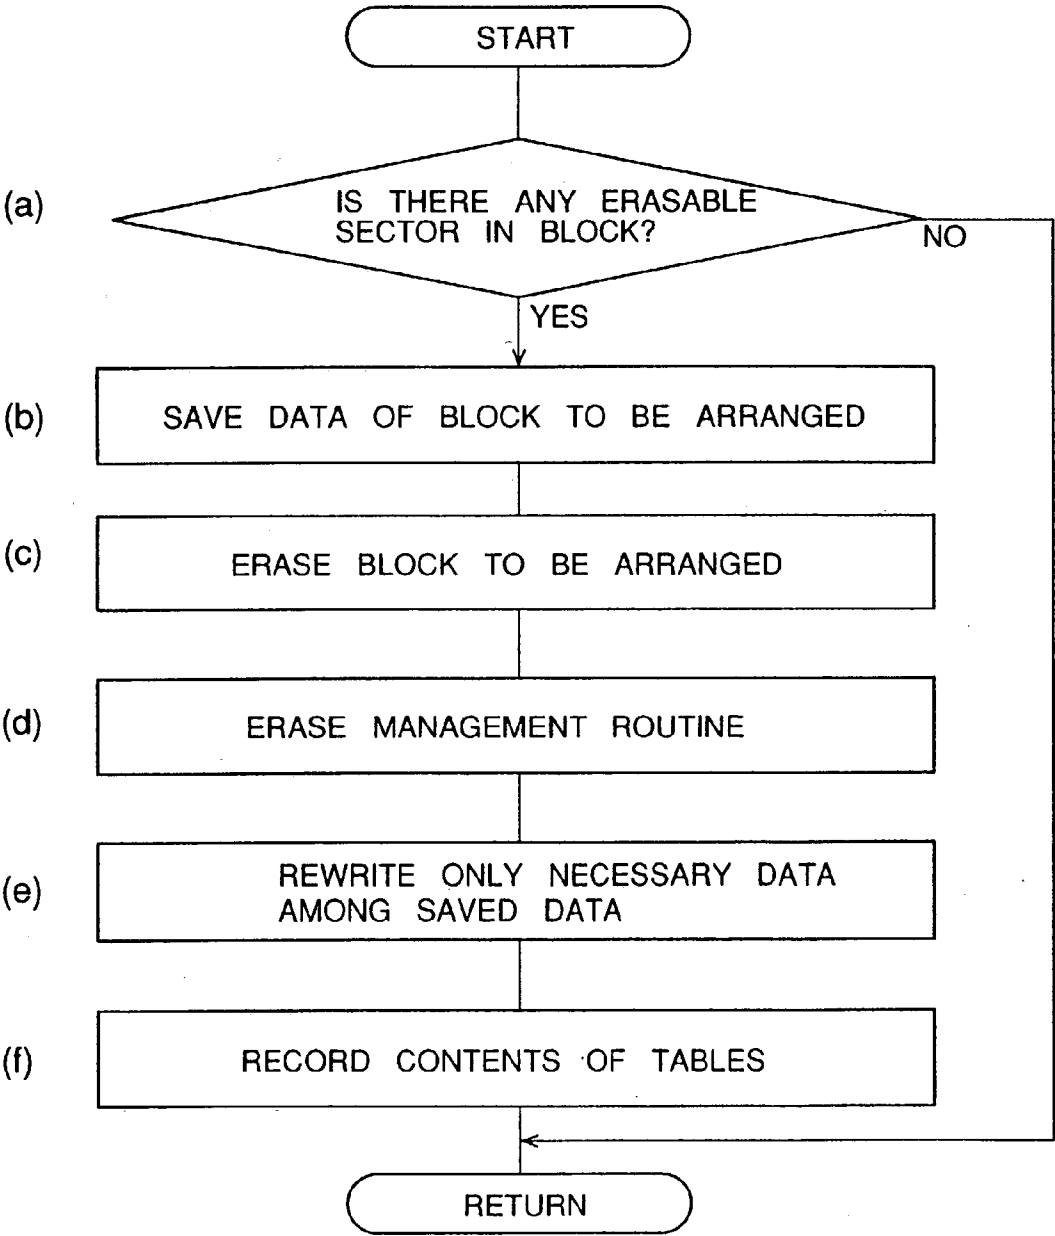 START
(a)
IS THERE ANY ERASABLE
SECTOR IN BLOCK?
NO
YES
(b)
SAVE DATA OF BLOCK TO BE ARRANGED
(c)
ERASE BLOCK TO BE ARRANGED
(d)
ERASE MANAGEMENT ROUTINE
(e)
REWRITE ONLY NECESSARY DATA
AMONG SAVED DATA
(f)
RECORD CONTENTS OF TABLES
RETURN